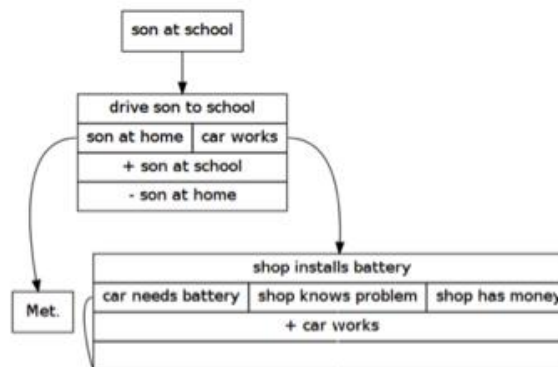 son at school
drive son to school
son at home car works
+ son at school
- son at home
shop installs battery
Met.
car needs battery shop knows problem shop has money
+ car works